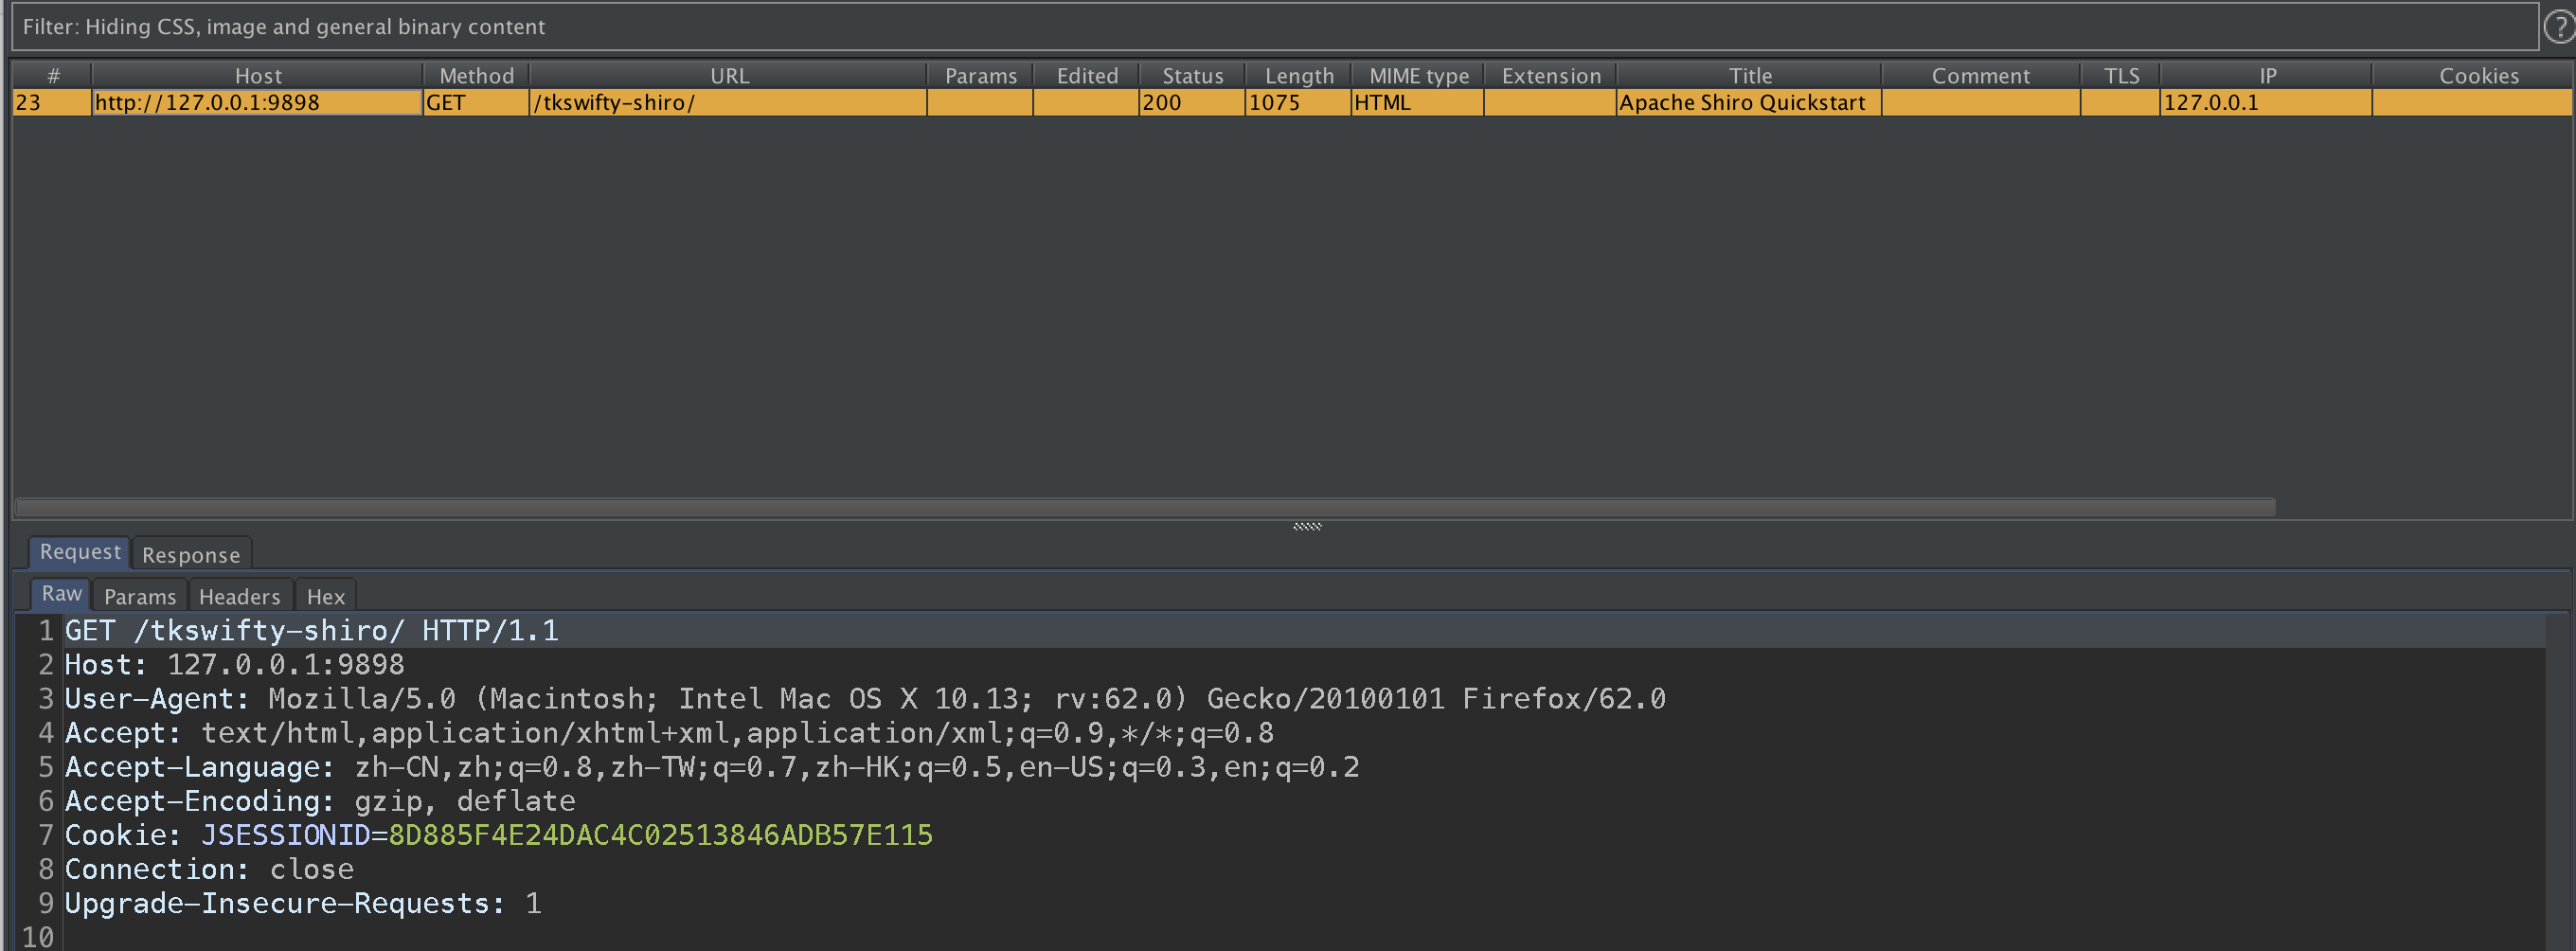 Filter: Hiding CSS, image and general binary content
?
# Host Method URL Params Edited Status Length MIME type Extension Title Comment TLS IP Cookies
23 http://127.0.0.1:9898 GET /tkswifty-shiro/ 200 1075 HTML Apache Shiro Quickstart 127.0.0.1
Request Response
Raw Params Headers Hex
1 GET /tkswifty-shiro/ HTTP/1.1
2 Host: 127.0.0.1:9898
3 User-Agent: Mozilla/5.0 (Macintosh; Intel Mac OS X 10.13; rv:62.0) Gecko/20100101 Firefox/62.0
4 Accept: text/html,application/xhtml+xml,application/xml;q=0.9,*/*;q=0.8
5 Accept-Language: zh-CN,zh;q=0.8,zh-TW;q=0.7,zh-HK;q=0.5,en-US;q=0.3,en;q=0.2
6 Accept-Encoding: gzip, deflate
7 Cookie: JSESSIONID=8D885F4E24DAC4C02513846ADB57E115
8 Connection: close
9 Upgrade-Insecure-Requests: 1
10